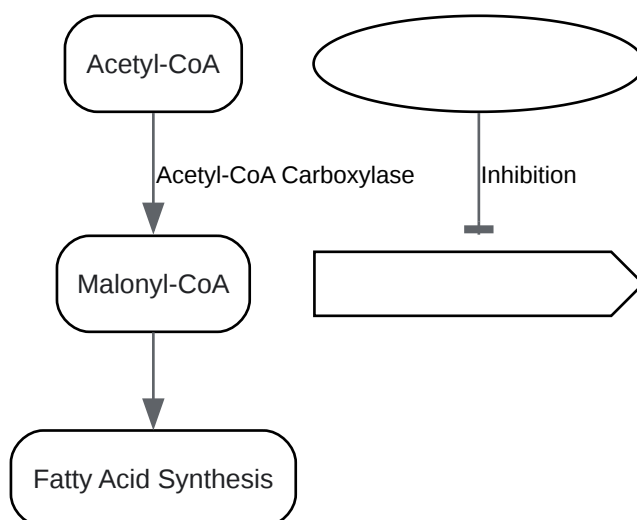 Acetyl-CoA
Acetyl-CoA Carboxylase
Inhibition
Malonyl-CoA
Fatty Acid Synthesis